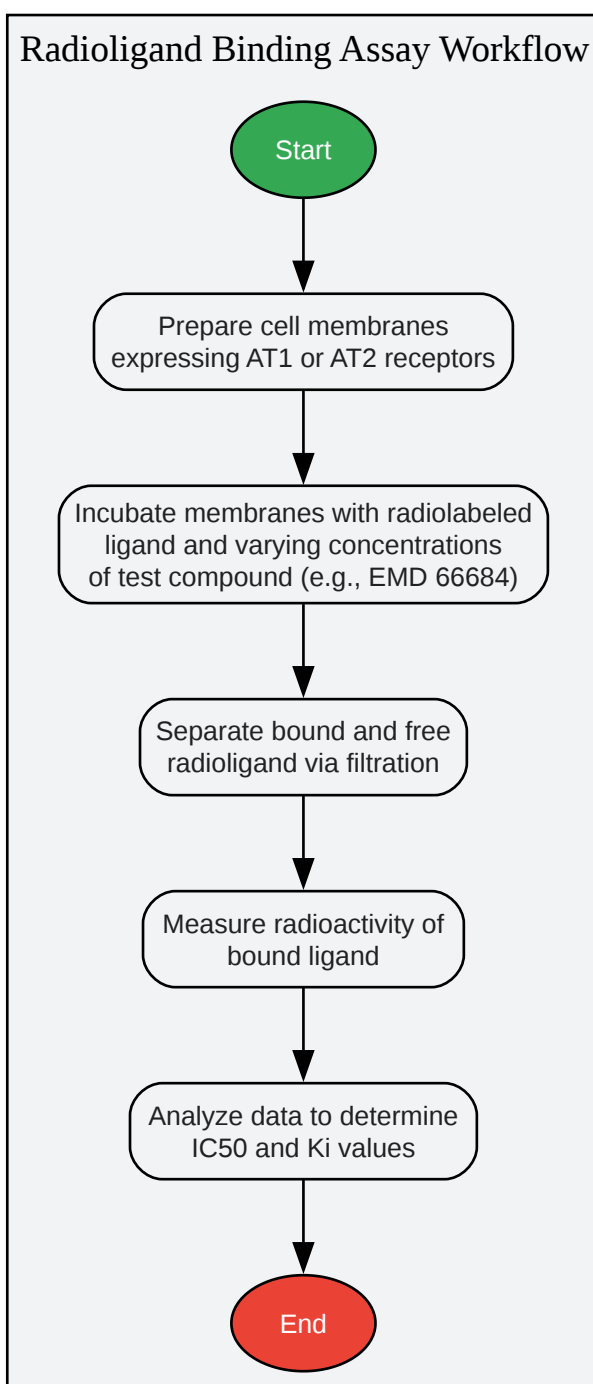 Radioligand Binding Assay Workflow
Start
Prepare cell membranes
expressing AT1 or AT2 receptors
Incubate membranes with radiolabeled
ligand and varying concentrations
of test compound (e.g., EMD 66684)
Separate bound and free
radioligand via filtration
Measure radioactivity of
bound ligand
Analyze data to determine
IC50 and Ki values
End